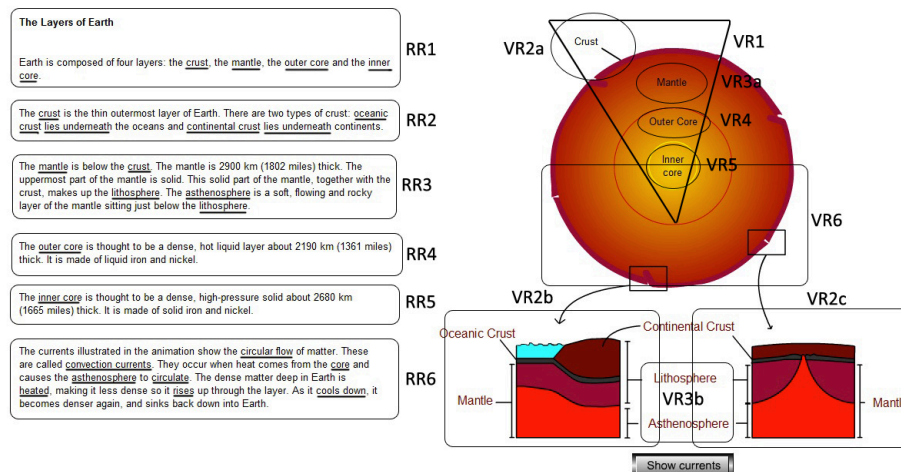 The Layers of Earth
Earth is composed of four layers: the crust, the mantle, the outer core and the inner
core.
RR1
The crust is the thin outermost layer of Earth. There are two types of crust: oceanic
crust lies underneath the oceans and continental crust lies underneath continents.
RR2
The mantle is below the crust. The mantle is 2900 km (1802 miles) thick. The
uppermost part of the mantle is solid. This solid part of the mantle, together with the
crust, makes up the lithosphere. The asthenosphere is a soft, flowing and rocky
layer of the mantle sitting just below the lithosphere.
RR3
The outer core is thought to be a dense, hot liquid layer about 2190 km (1361 miles)
thick. It is made of liquid iron and nickel.
RR4
The inner core is thought to be a dense, high-pressure solid about 2680 km
(1665 miles) thick. It is made of solid iron and nickel.
RR5
The currents illustrated in the animation show the circular flow of matter. These
are called convection currents. They occur when heat comes from the core and
causes the asthenosphere to circulate. The dense matter deep in Earth is
heated, making it less dense so it rises up through the layer. As it cools down, it
becomes denser again, and sinks back down into Earth.
RR6
VR2a
Crust
VR1
Mantle
VR3a
Outer Core
VR4
Inner
core
VR5
VR6
VR2b
VR2c
Oceanic Crust
Continental Crust
Mantle
Lithosphere
VR3b
Asthenosphere
Mantl
Show currents